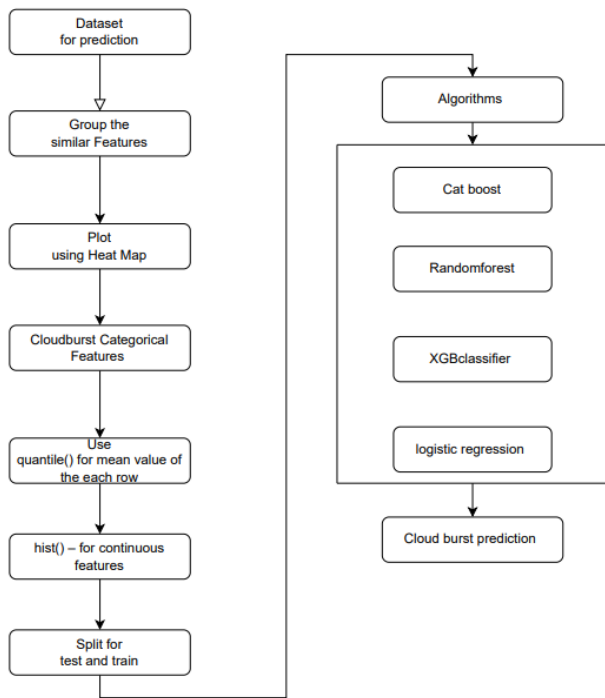 Dataset
for prediction
Group the
similar Features
Plot
using Heat Map
Cloudburst Categorical
Features
Use
quantile() for mean value of
the each row
hist() – for continuous
features
Split for
test and train
Algorithms
Cat boost
Randomforest
XGBclassifier
logistic regression
Cloud burst prediction